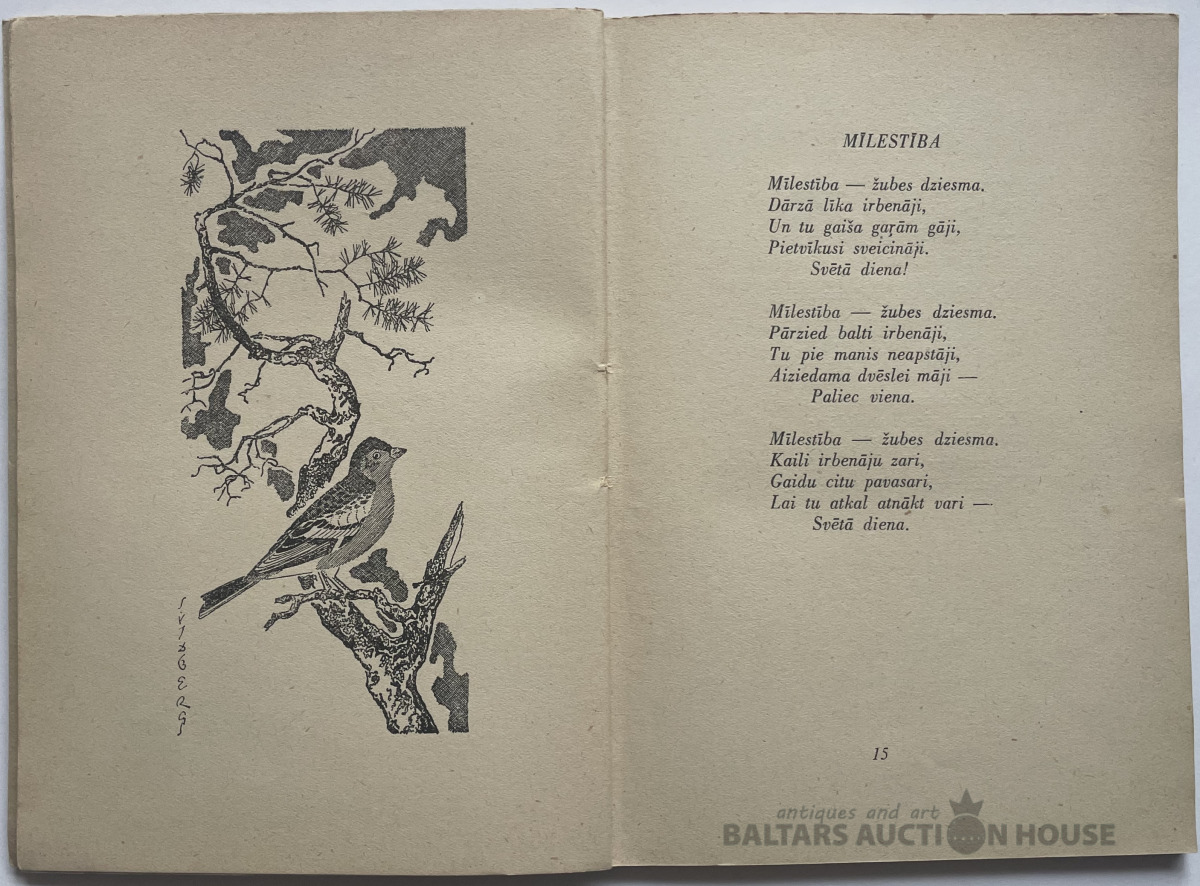 S. VIDBERGS
MĪLESTĪBA
Mīlestība — žubes dziesma.
Dārzā līka irbenāji,
Un tu gaiša gaŗām gāji,
Pietvīkusi sveicināji.
Svētā diena!
Mīlestība — žubes dziesma.
Pārzied balti irbenāji,
Tu pie manis neapstāji,
Aiziedama dvēslei māji —
Paliec viena.
Mīlestība — žubes dziesma.
Kaili irbenāju zari,
Gaidu citu pavasari,
Lai tu atkal atnākt vari —
Svētā diena.
15
antiques and art
BALTARS AUCTION HOUSE